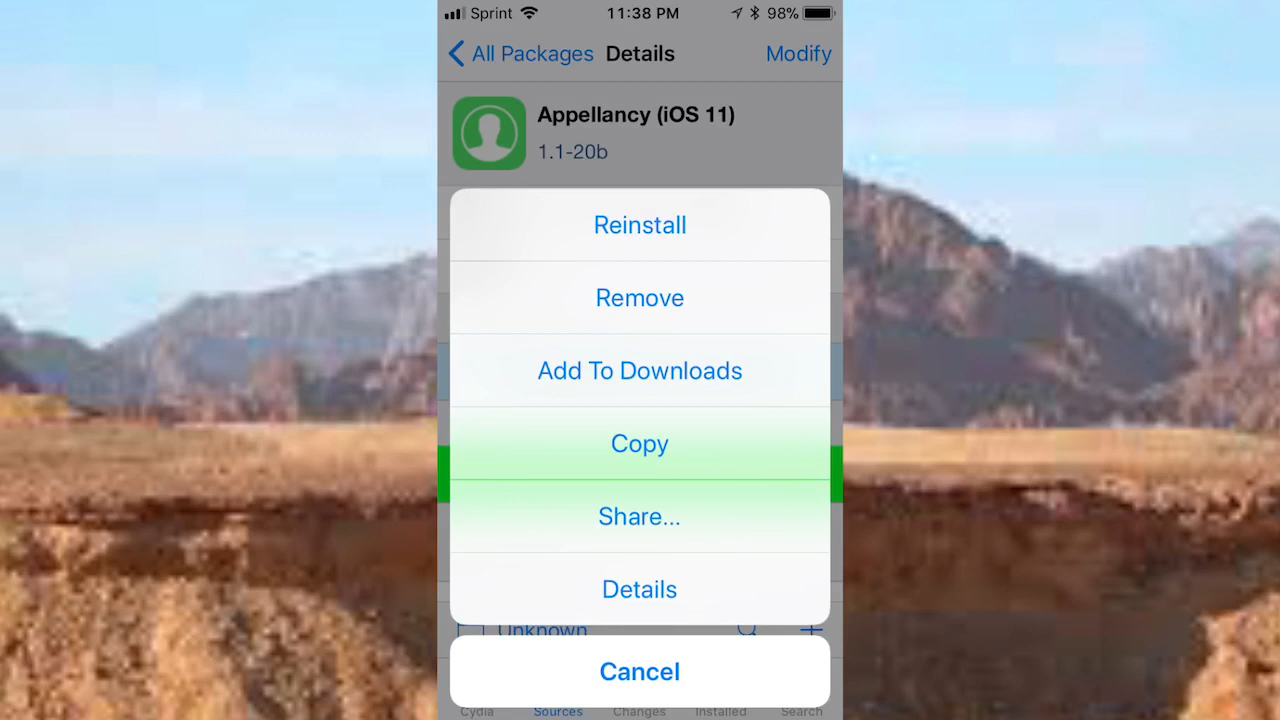 Sprint 11:38 PM 98%
All Packages Details Modify
Appellancy (iOS 11)
1.1-20b
Reinstall
Remove
Add To Downloads
Copy
Share...
Details
Unknown
Cancel
Cydia Sources Changes Installed Search